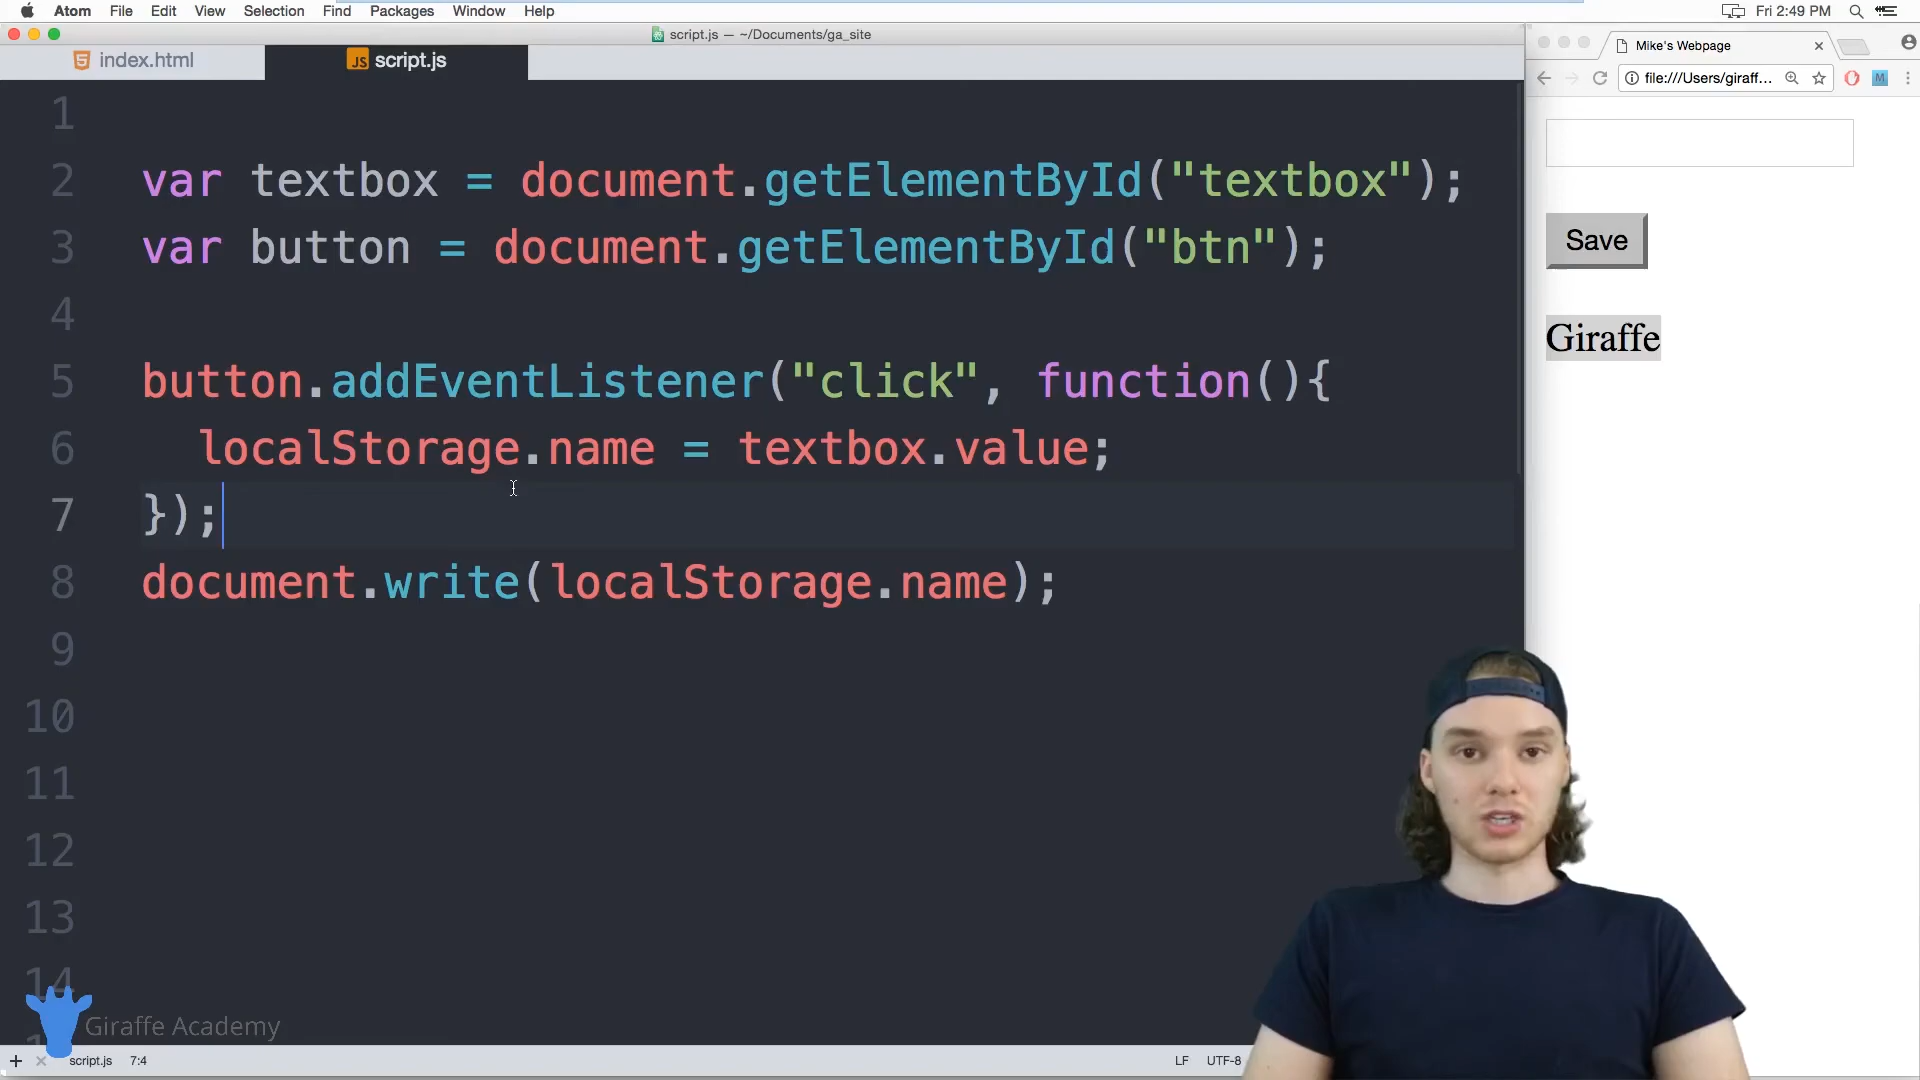 Atom File Edit View Selection Find Packages Window Help Fri 2:49 PM
script.js — ~/Documents/ga_site
index.html JS script.js
Mike's Webpage
file:///Users/giraff... M
1
2 var textbox = document.getElementById("textbox");
3 var button = document.getElementById("btn");
4
5 button.addEventListener("click", function(){
6 localStorage.name = textbox.value;
7 });
8 document.write(localStorage.name);
9
10
11
12
13
14
Save
Giraffe
Giraffe Academy
script.js 7:4 LF UTF-8